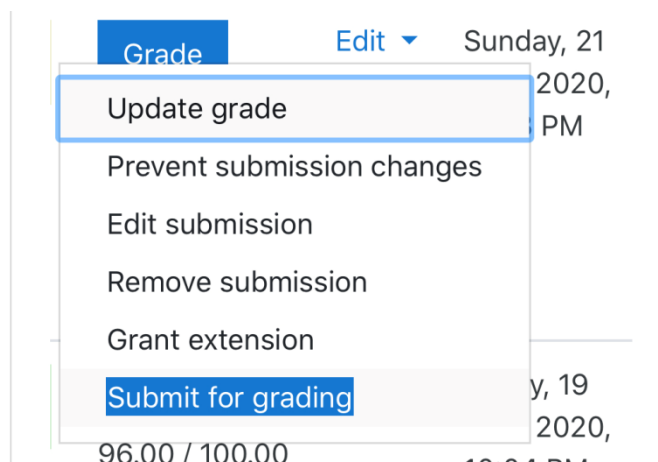 Grade Edit Sunday, 21
2020,
Update grade
PM
Prevent submission changes
Edit submission
Remove submission
Grant extension
Submit for grading
19
2020,
96.00 / 100.00
PM